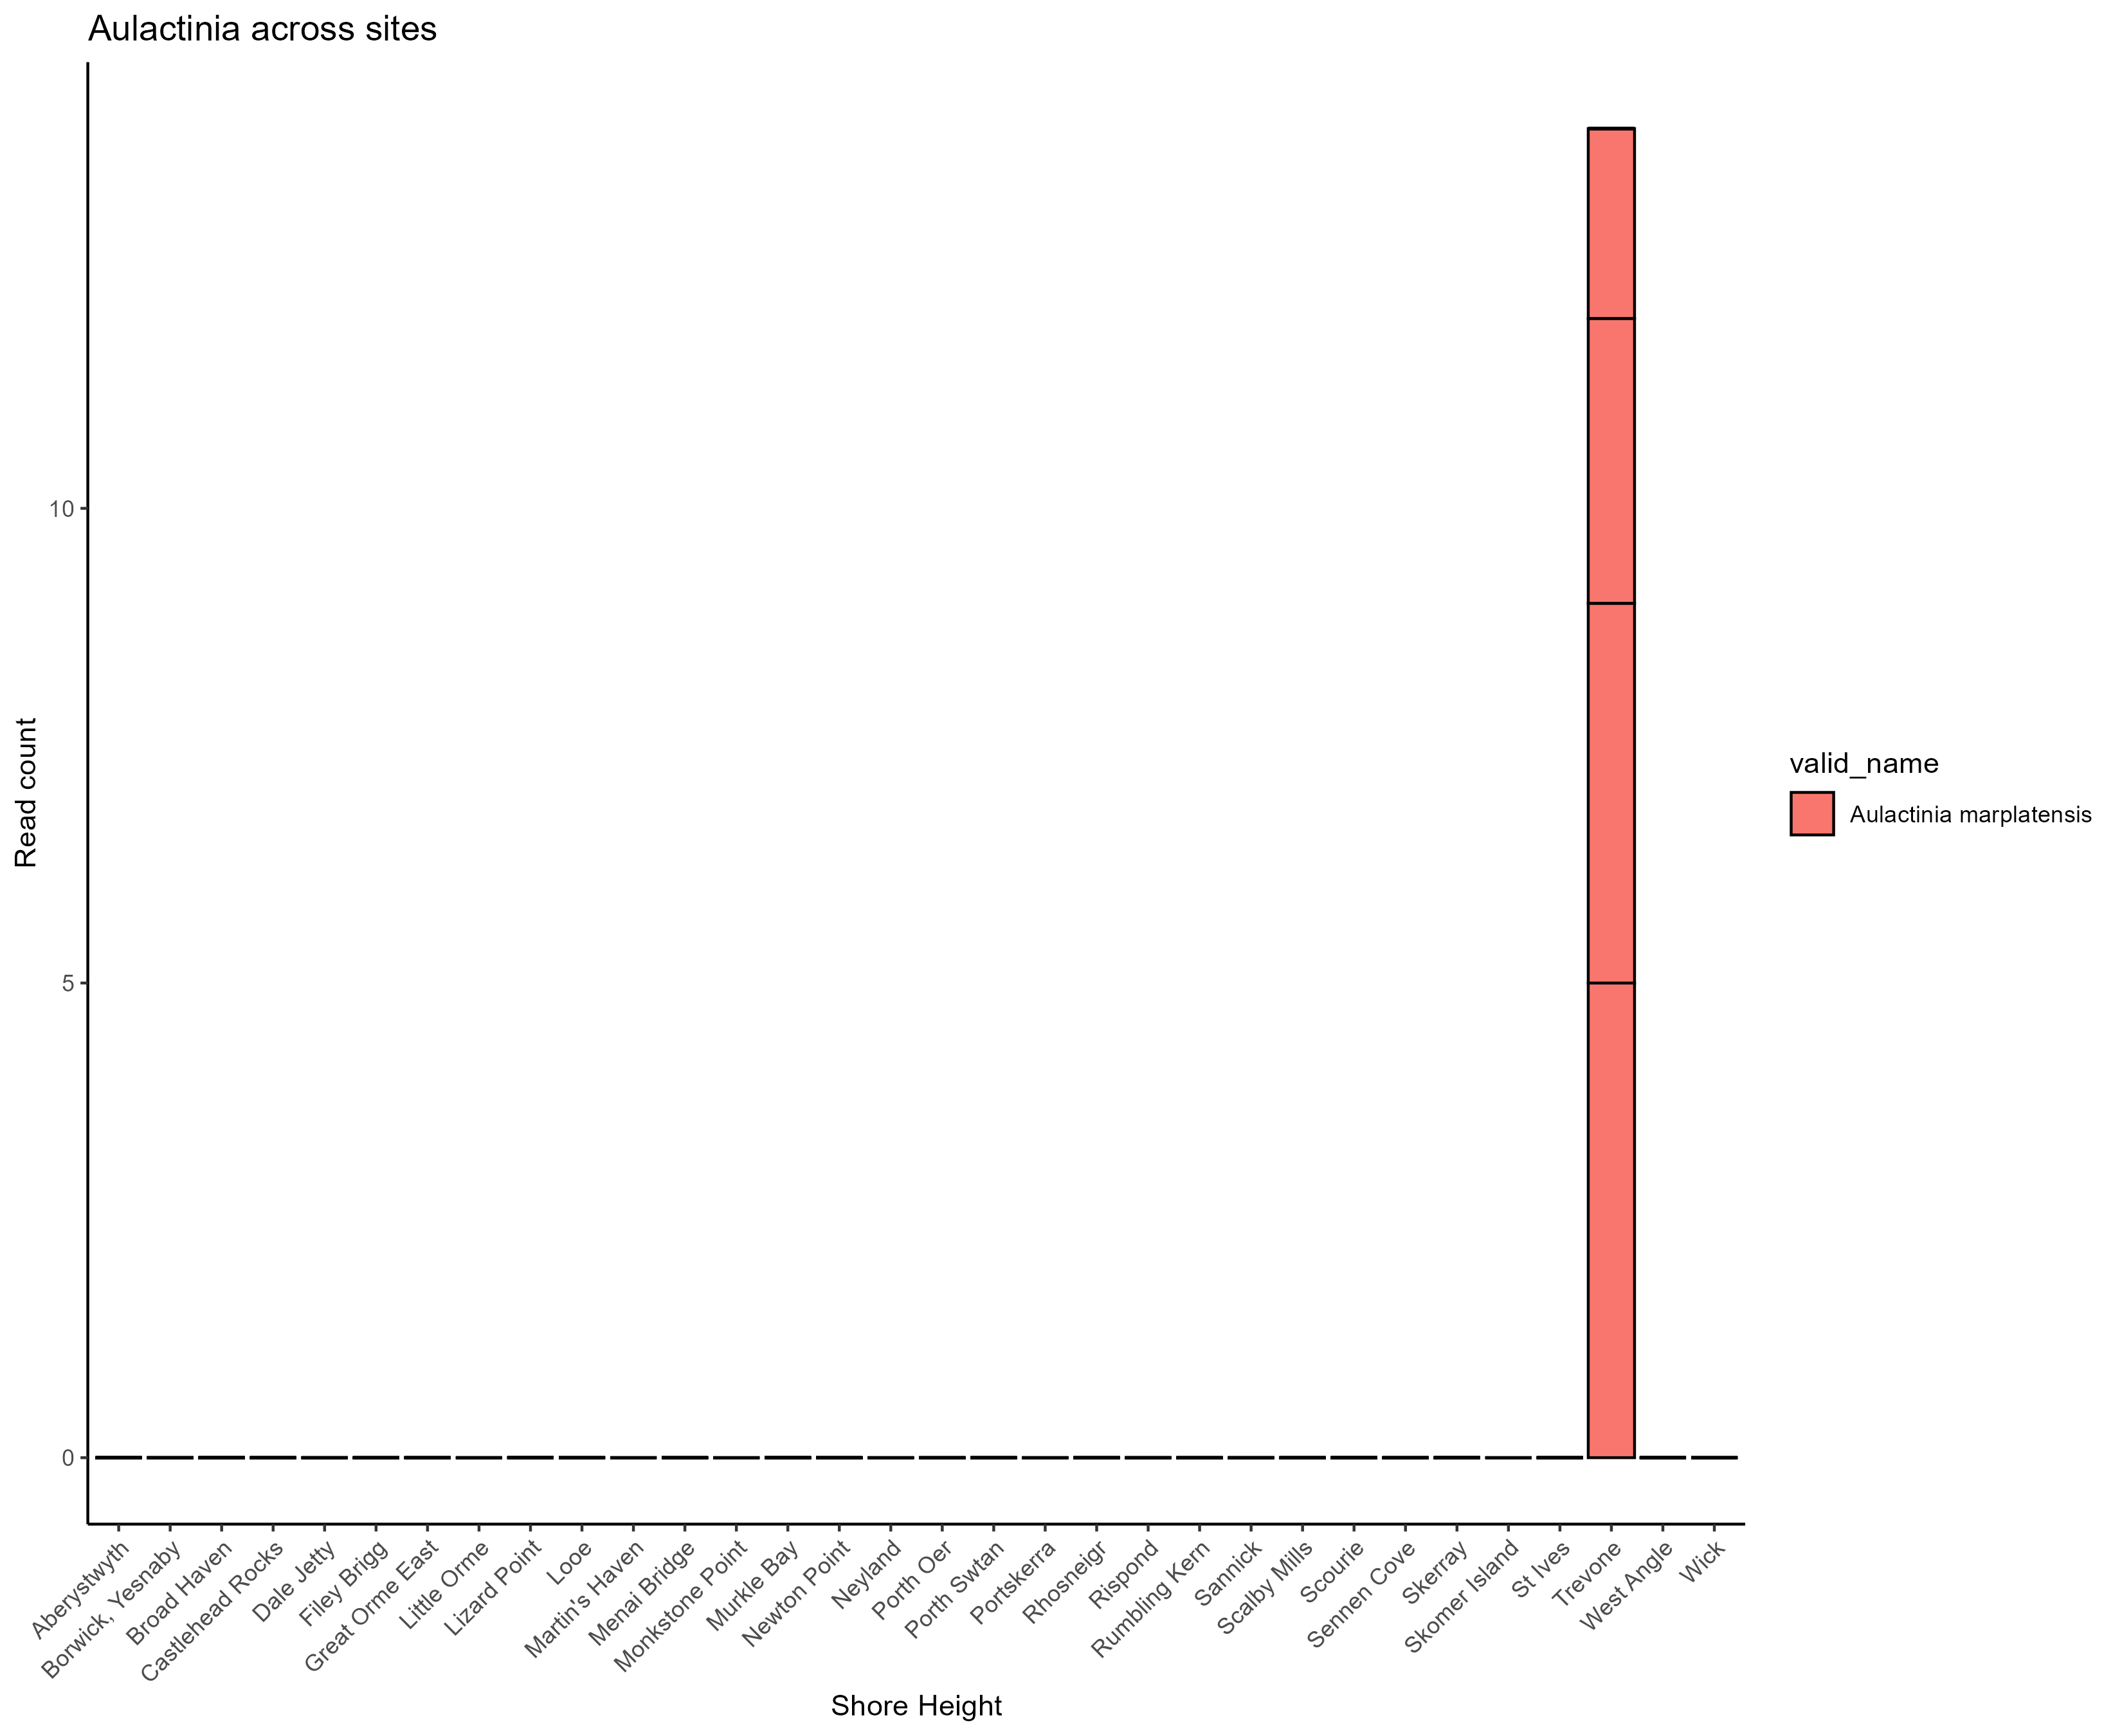 Aulactinia across sites
Read count
10
5
0
Aberystwyth
Borwick, Yesnaby
Broad Haven
Castlehead Rocks
Dale Jetty
Filey Brigg
Great Orme East
Little Orme
Lizard Point
Looe
Martin's Haven
Menai Bridge
Monkstone Point
Murkle Bay
Newton Point
Neyland
Porth Oer
Porth Swtan
Portskerra
Rhosneigr
Rispond
Rumbling Kern
Sannick
Scalby Mills
Scourie
Sennen Cove
Skerray
Skomer Island
St Ives
Trevone
West Angle
Wick
Shore Height
valid_name
Aulactinia marplatensis